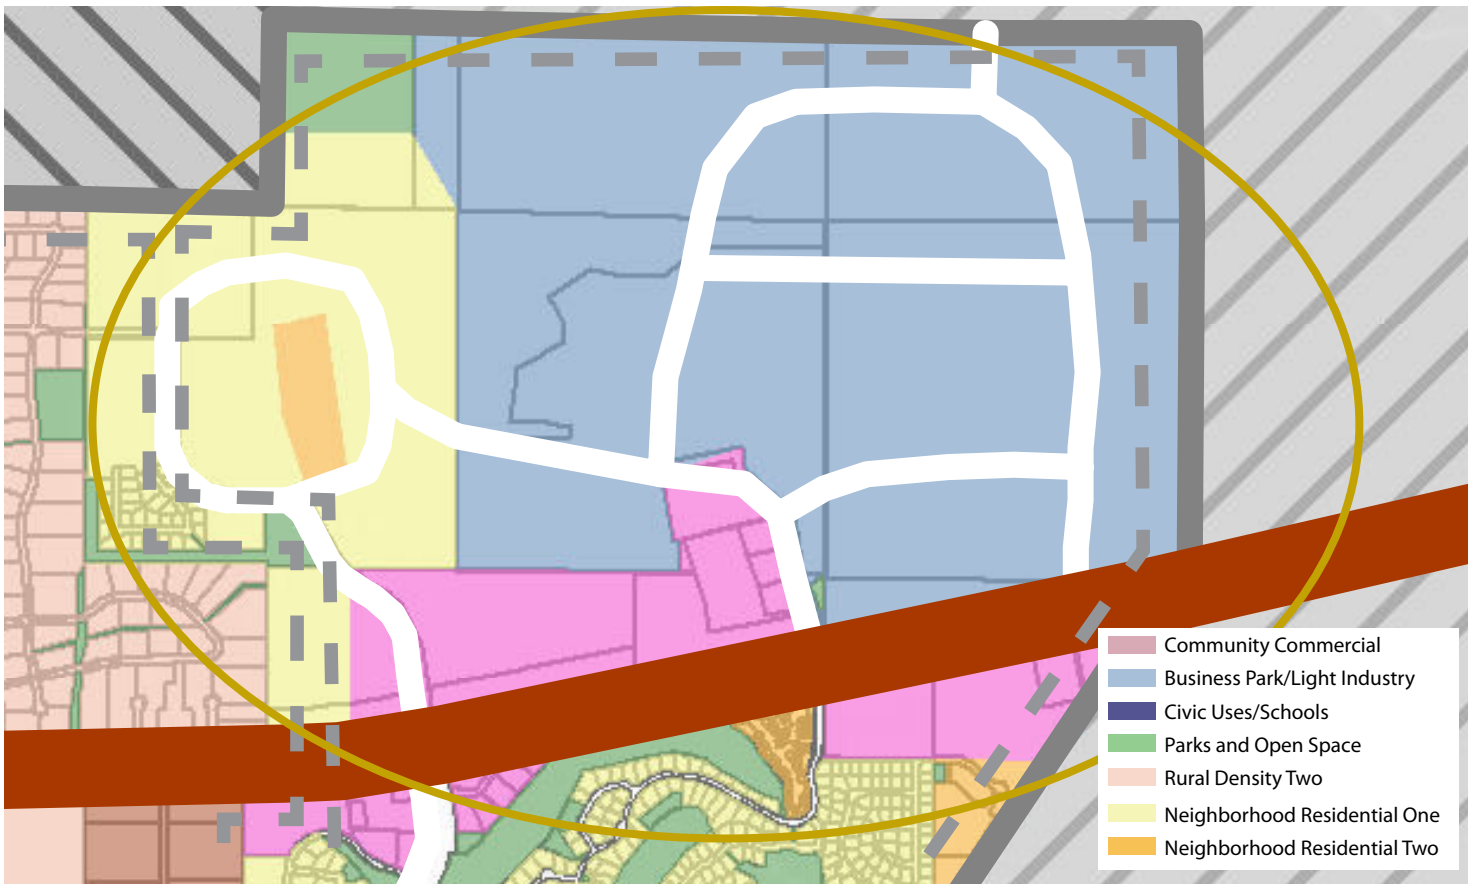 Community Commercial
Business Park/Light Industry
Civic Uses/Schools
Parks and Open Space
Rural Density Two
Neighborhood Residential One
Neighborhood Residential Two